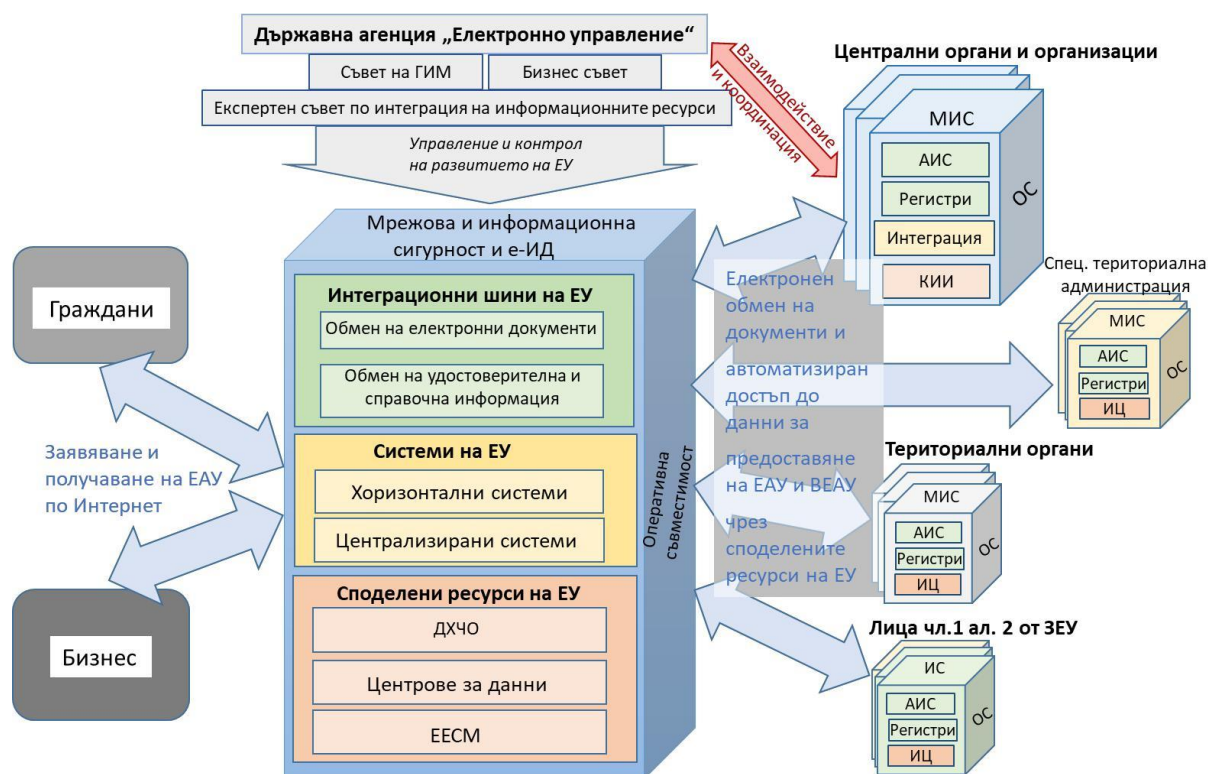 Държавна агенция „Електронно управление“
Съвет на ГИМ
Бизнес съвет
Експертен съвет по интеграция на информационните ресурси
Управление и контрол
на развитието на ЕУ
Взаимодействие
и координация
Централни органи и организации
МИС
АИС
Регистри
Интеграция
КИИ
ОС
Мрежова и информационна
сигурност и е-ИД
Интеграционни шини на ЕУ
Обмен на електронни документи
Обмен на удостоверителна и
справочна информация
Системи на ЕУ
Хоризонтални системи
Централизирани системи
Споделени ресурси на ЕУ
ДХЧО
Центрове за данни
ЕЕСМ
Оперативна
съвместимост
Граждани
Заявяване и
получаване на ЕАУ
по Интернет
Бизнес
Електронен
обмен на
документи и
автоматизиран
достъп до
данни за
предоставяне
на ЕАУ и ВЕАУ
чрез
споделените
ресурси на ЕУ
Спец. териториална
администрация
МИС
АИС
Регистри
ИЦ
ОС
Териториални органи
МИС
АИС
Регистри
ИЦ
ОС
Лица чл.1 ал. 2 от ЗЕУ
ИС
АИС
Регистри
ИЦ
ОС